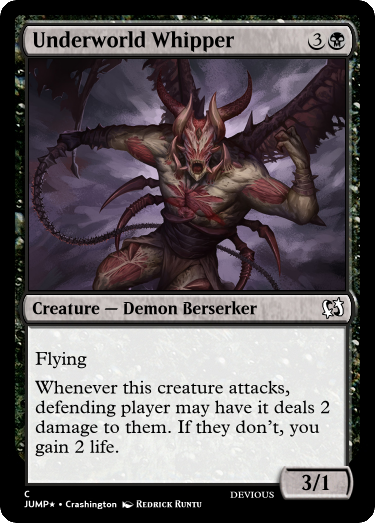 Underworld Whipper 3
Creature — Demon Berserker
Flying
Whenever this creature attacks,
defending player may have it deals 2
damage to them. If they don't, you
gain 2 life.
3/1
C
JUMP★ • Crashington Redrick Runtu
DEVIOUS